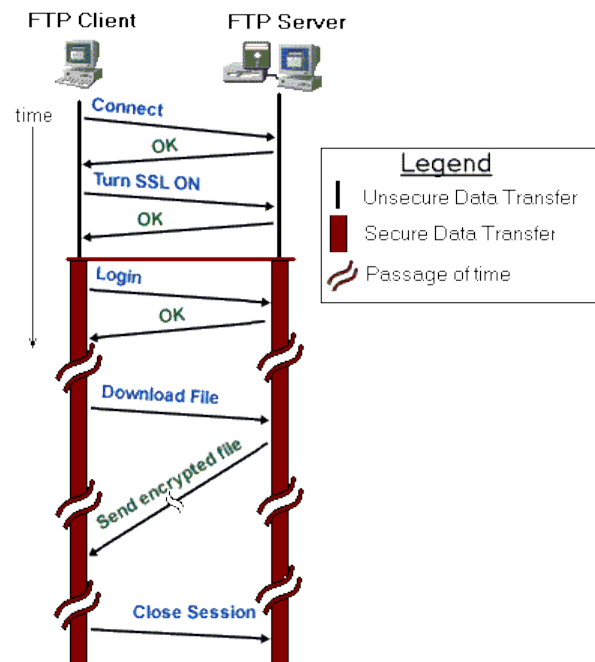 FTP Client
FTP Server
time
Connect
OK
Turn SSL ON
OK
Login
OK
Download File
Send encrypted file
Close Session
Legend
Unsecure Data Transfer
Secure Data Transfer
Passage of time